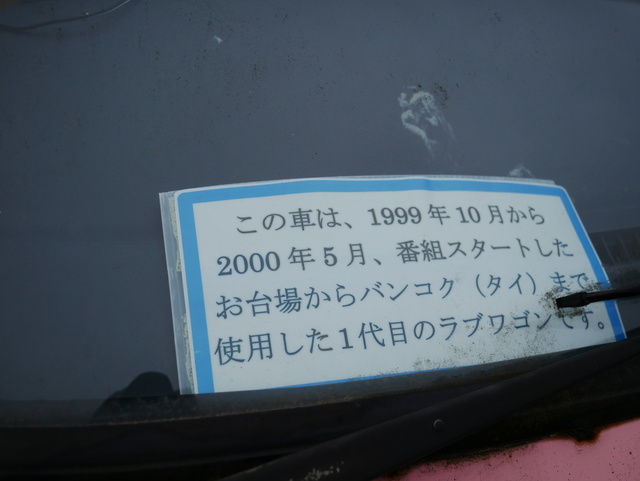 この車は、1999年10月から
2000年5月、番組スタートした
お台場からバンコク（タイ）まで
使用した1代目のラブワゴンです。